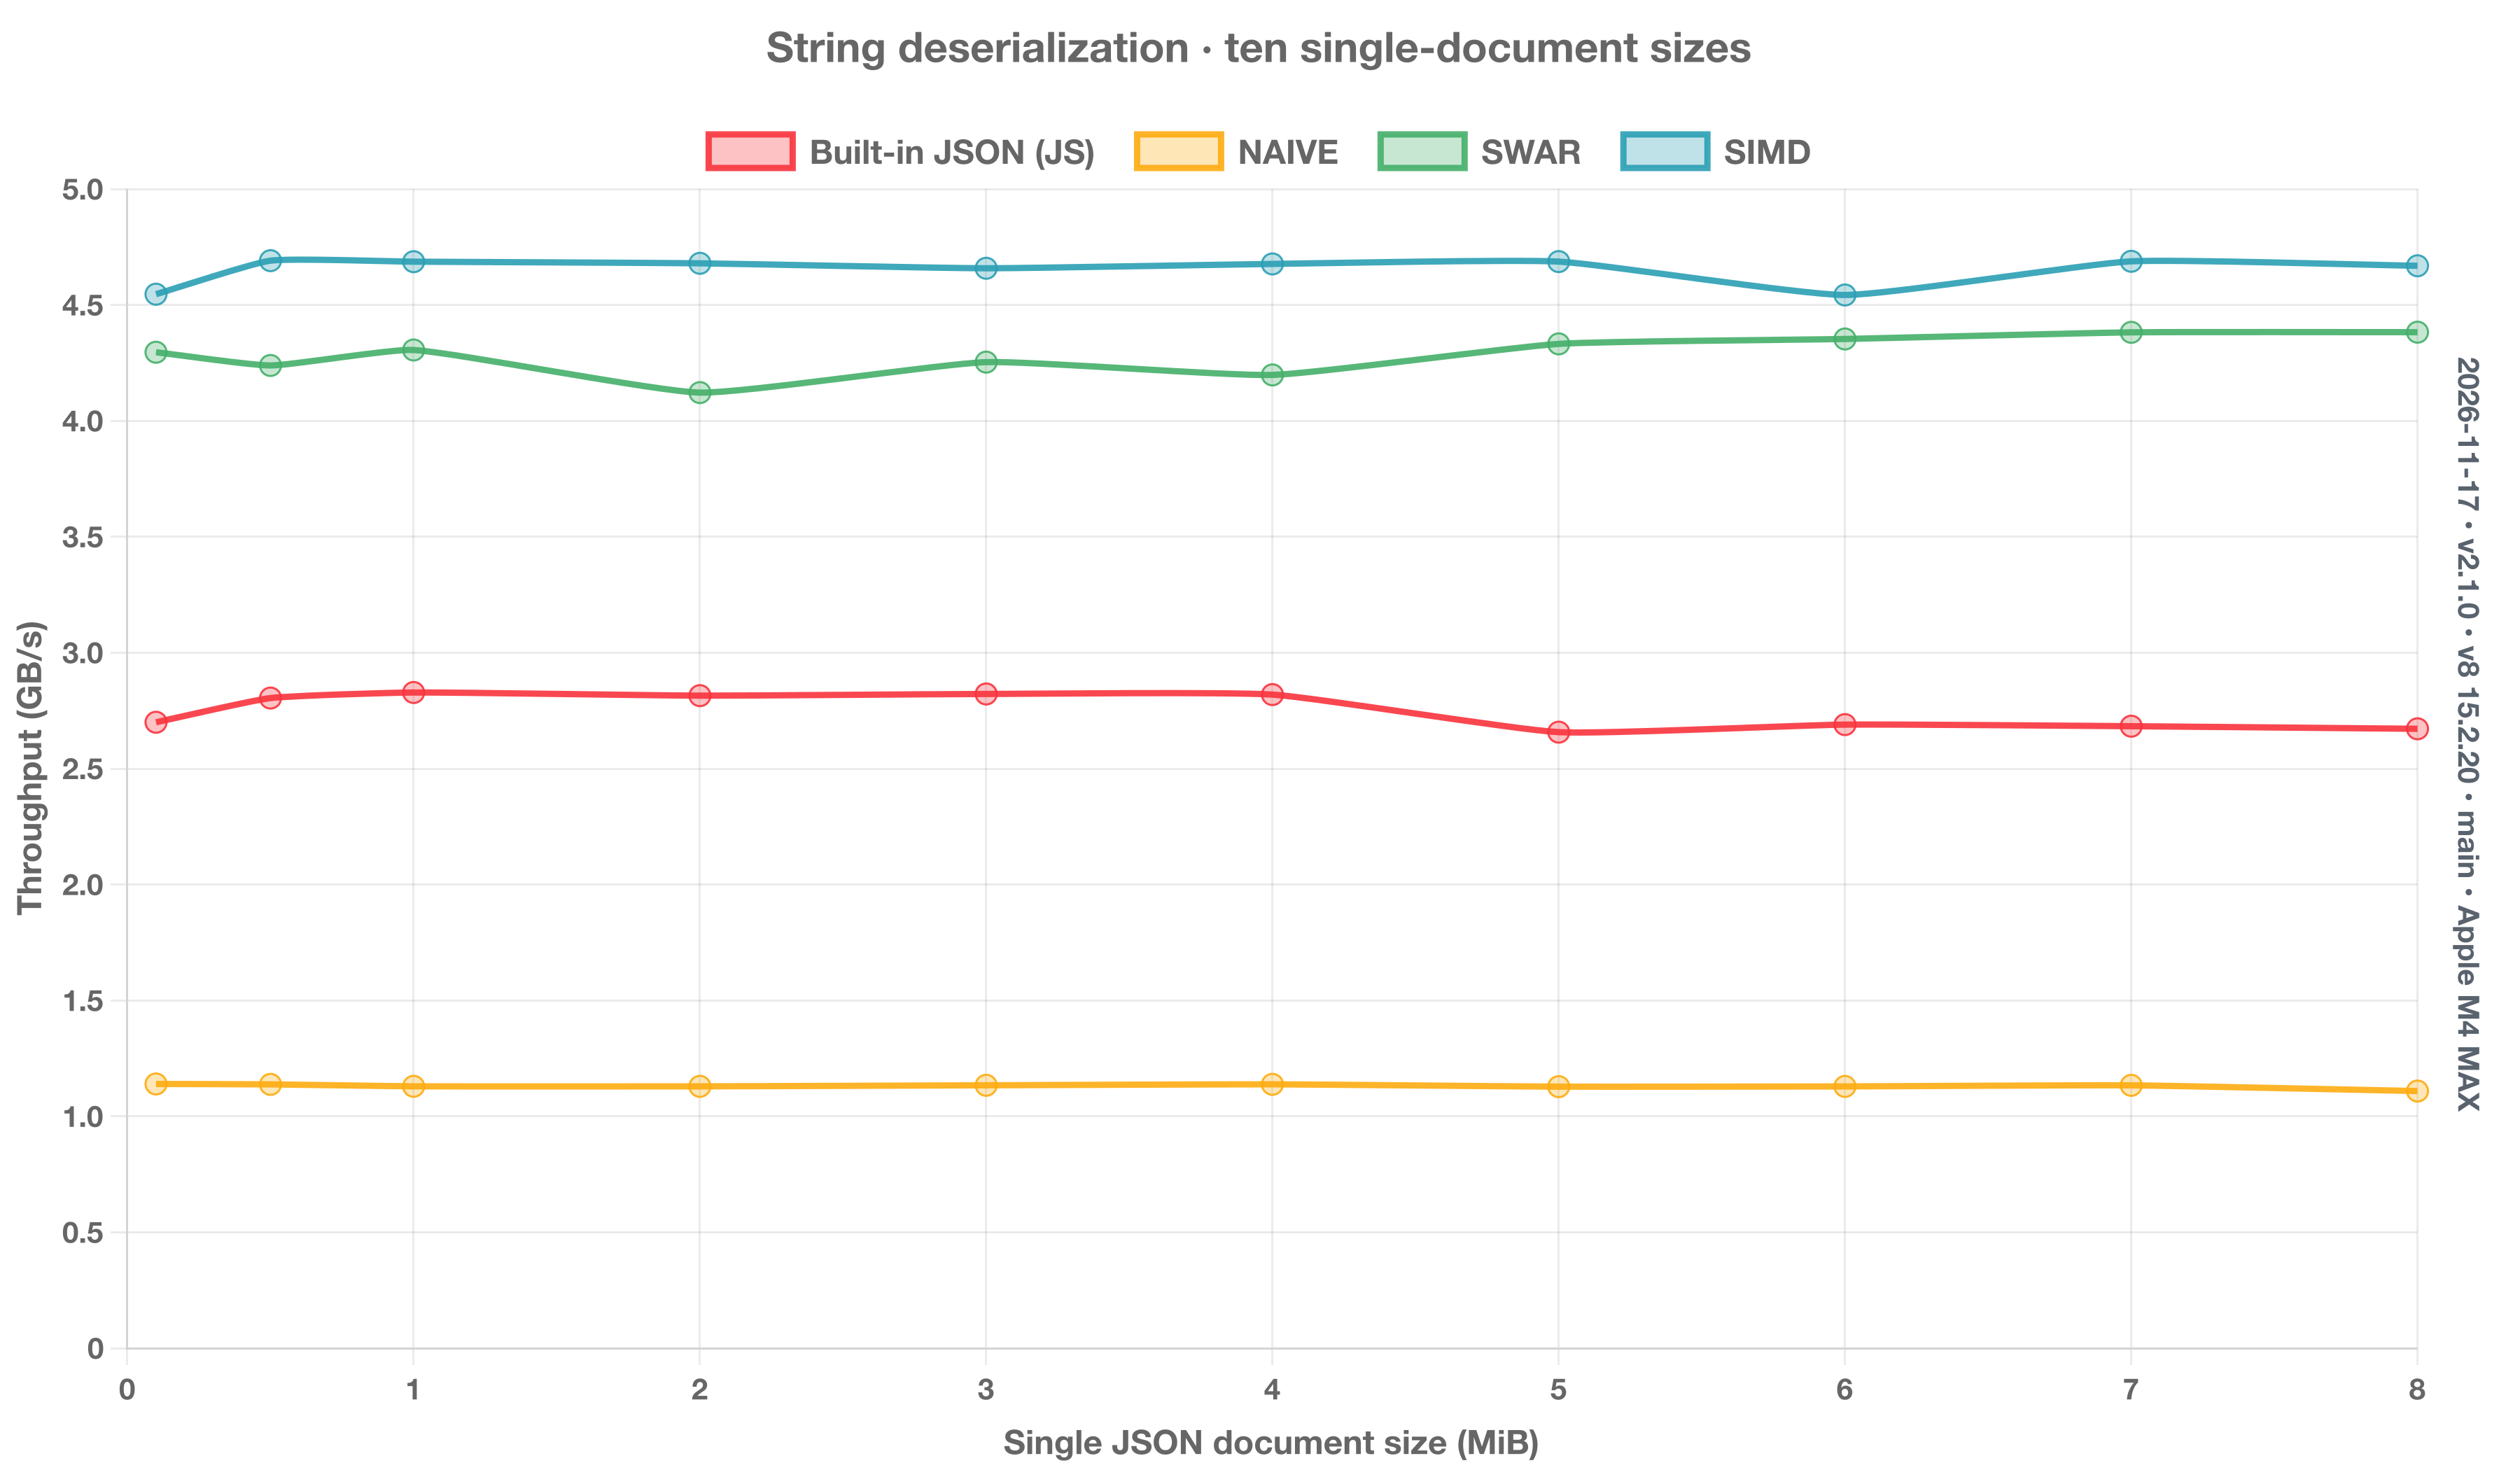 String deserialization · ten single-document sizes
Built-in JSON (JS) NAIVE SWAR SIMD
5.0
4.5
4.0
3.5
3.0
2.5
2.0
1.5
1.0
0.5
0
Throughput (GB/s)
0 1 2 3 4 5 6 7 8
Single JSON document size (MiB)
2026-11-17 • v2.1.0 • v8 15.2.20 • main • Apple M4 MAX